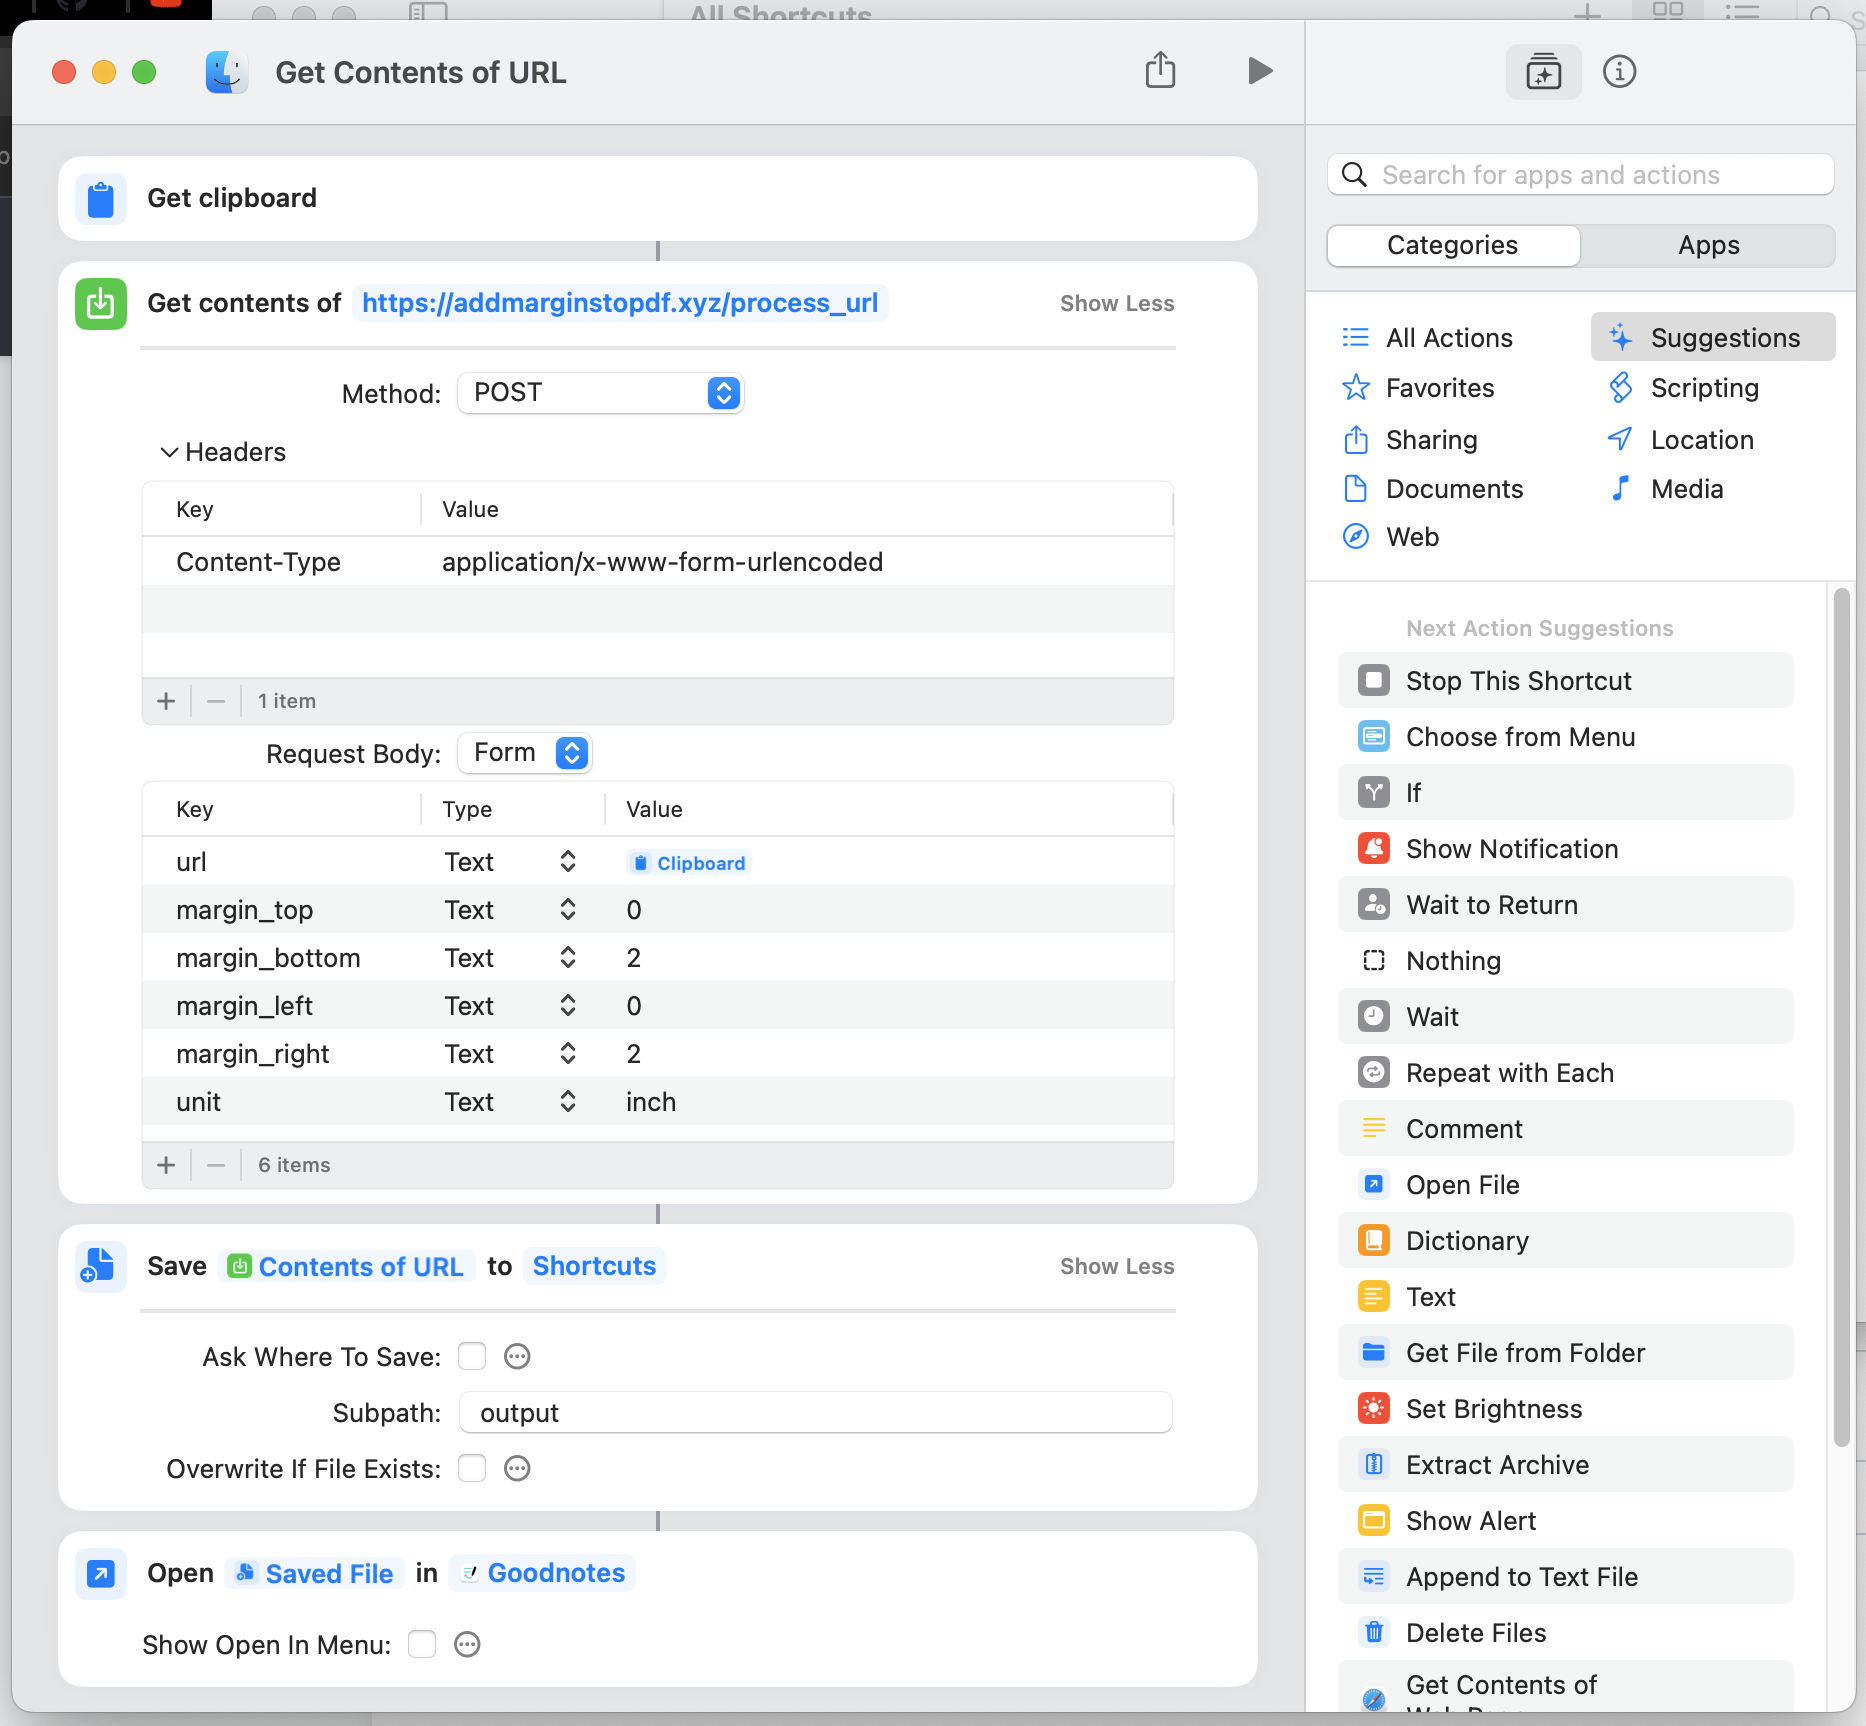 All Shortcuts
Get Contents of URL
Get clipboard
Get contents of https://addmarginstopdf.xyz/process_url Show Less
Method: POST
Headers
Key Value
Content-Type application/x-www-form-urlencoded
+ − 1 item
Request Body: Form
Key Type Value
url Text Clipboard
margin_top Text 0
margin_bottom Text 2
margin_left Text 0
margin_right Text 2
unit Text inch
+ − 6 items
Save Contents of URL to Shortcuts Show Less
Ask Where To Save:
Subpath: output
Overwrite If File Exists:
Open Saved File in Goodnotes
Show Open In Menu:
Search for apps and actions
Categories Apps
All Actions Suggestions
Favorites Scripting
Sharing Location
Documents Media
Web
Next Action Suggestions
Stop This Shortcut
Choose from Menu
If
Show Notification
Wait to Return
Nothing
Wait
Repeat with Each
Comment
Open File
Dictionary
Text
Get File from Folder
Set Brightness
Extract Archive
Show Alert
Append to Text File
Delete Files
Get Contents of